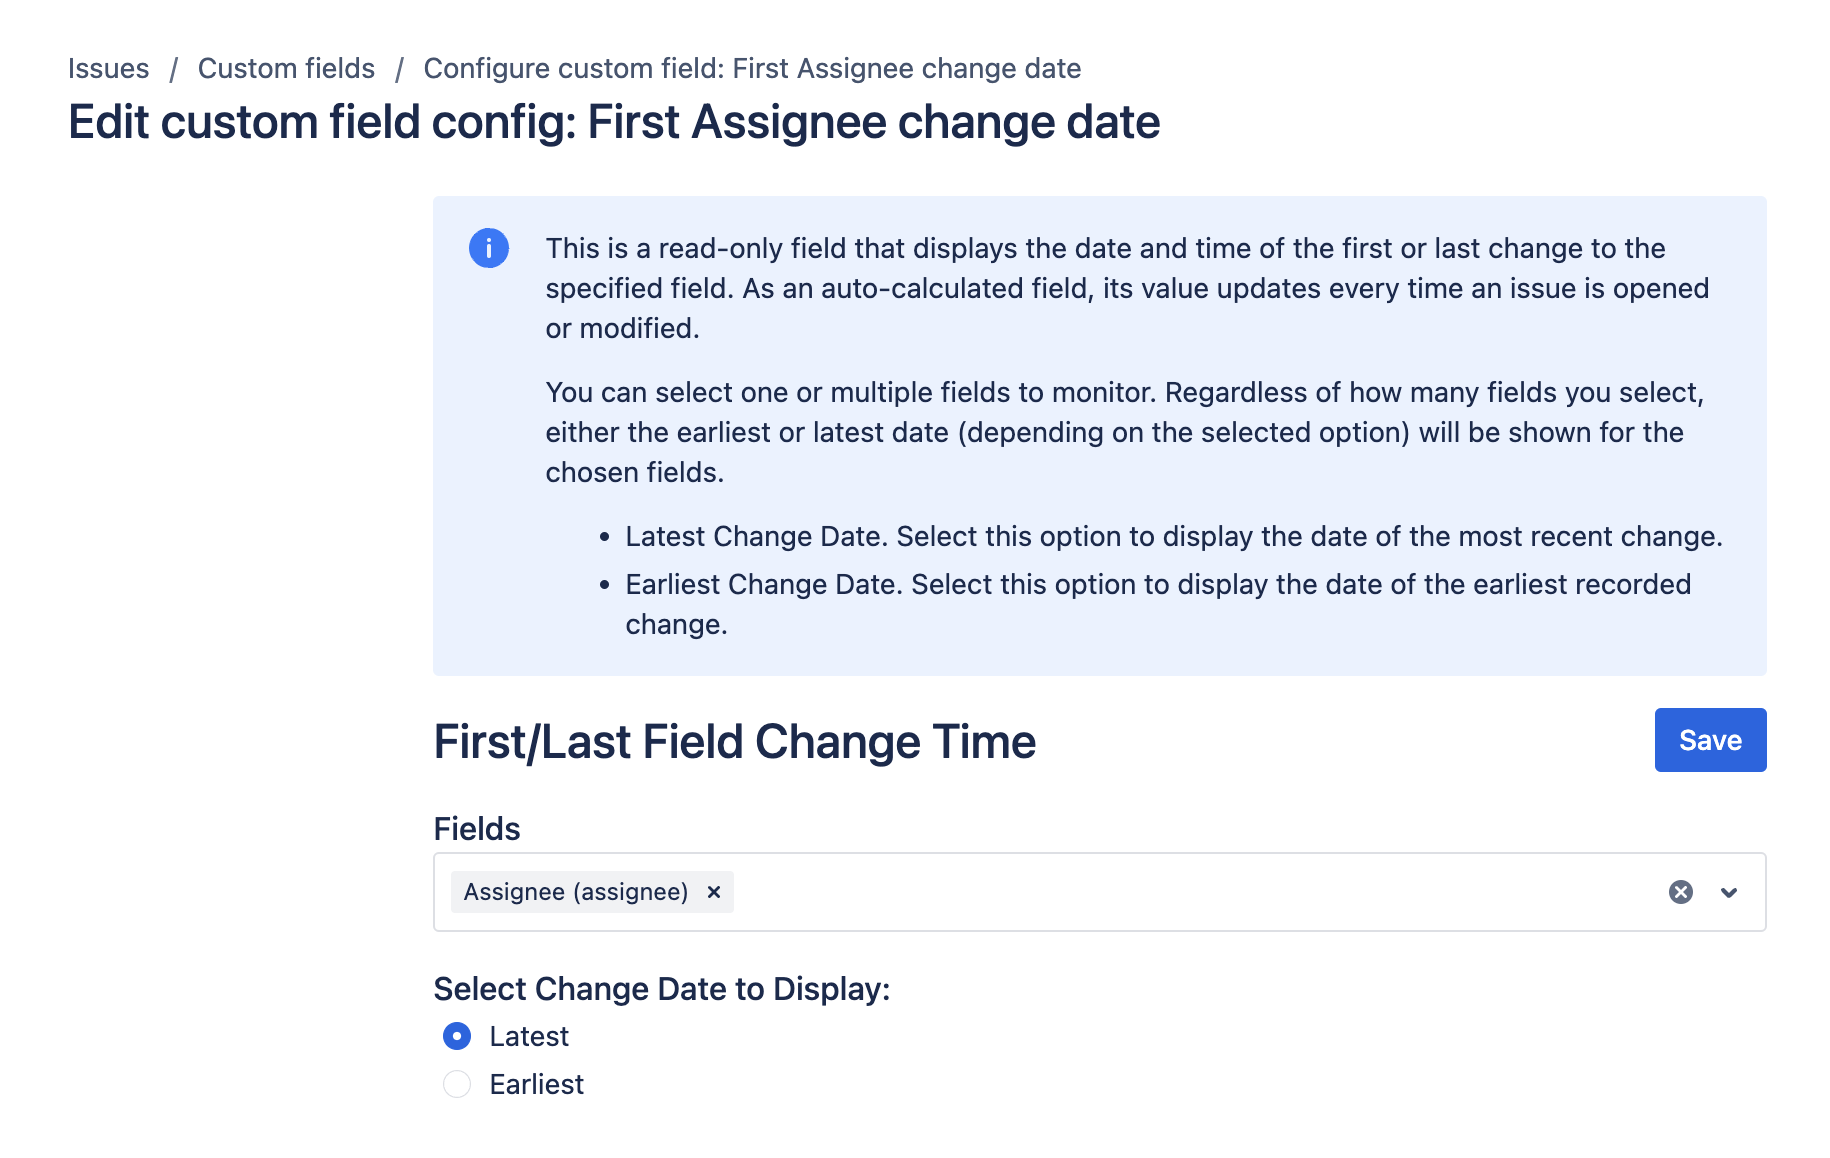 Issues / Custom fields / Configure custom field: First Assignee change date
Edit custom field config: First Assignee change date
This is a read-only field that displays the date and time of the first or last change to the
specified field. As an auto-calculated field, its value updates every time an issue is opened
or modified.
You can select one or multiple fields to monitor. Regardless of how many fields you select,
either the earliest or latest date (depending on the selected option) will be shown for the
chosen fields.
• Latest Change Date. Select this option to display the date of the most recent change.
• Earliest Change Date. Select this option to display the date of the earliest recorded
change.
First/Last Field Change Time
Save
Fields
Assignee (assignee)
Select Change Date to Display:
Latest
Earliest